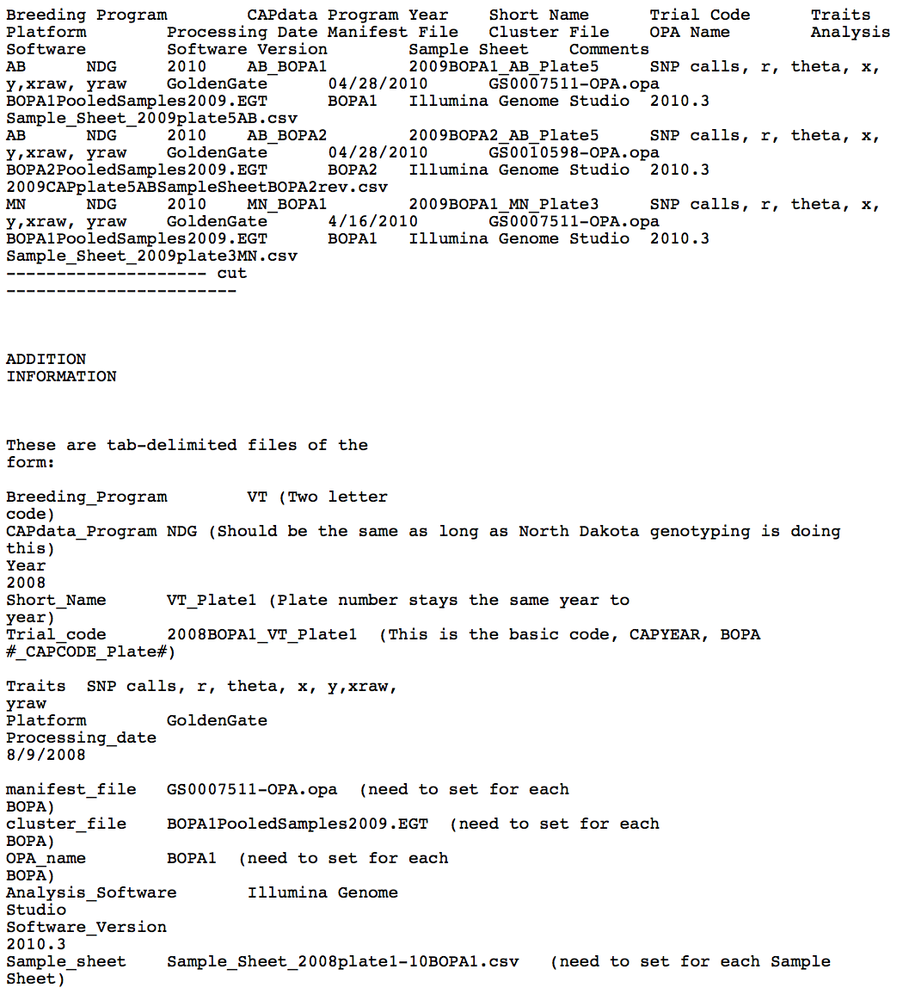 Breeding Program        CAPdata Program Year    Short Name      Trial Code      Traits
Platform        Processing Date Manifest File   Cluster File    OPA Name        Analysis
Software        Software Version        Sample Sheet    Comments
AB      NDG     2010    AB_BOPA1        2009BOPA1_AB_Plate5     SNP calls, r, theta, x,
y,xraw, yraw    GoldenGate      04/28/2010      GS0007511-OPA.opa
BOPA1PooledSamples2009.EGT      BOPA1   Illumina Genome Studio  2010.3
Sample_Sheet_2009plate5AB.csv
AB      NDG     2010    AB_BOPA2        2009BOPA2_AB_Plate5     SNP calls, r, theta, x,
y,xraw, yraw    GoldenGate      04/28/2010      GS0010598-OPA.opa
BOPA2PooledSamples2009.EGT      BOPA2   Illumina Genome Studio  2010.3
2009CAPplate5ABSampleSheetBOPA2rev.csv
MN      NDG     2010    MN_BOPA1        2009BOPA1_MN_Plate3     SNP calls, r, theta, x,
y,xraw, yraw    GoldenGate      4/16/2010       GS0007511-OPA.opa
BOPA1PooledSamples2009.EGT      BOPA1   Illumina Genome Studio  2010.3
Sample_Sheet_2009plate3MN.csv
-------------------- cut
-----------------------
ADDITION
INFORMATION
These are tab-delimited files of the
form:
Breeding_Program        VT (Two letter
code)
CAPdata_Program NDG (Should be the same as long as North Dakota genotyping is doing
this)
Year
2008
Short_Name      VT_Plate1 (Plate number stays the same year to
year)
Trial_code      2008BOPA1_VT_Plate1  (This is the basic code, CAPYEAR, BOPA
#_CAPCODE_Plate#)
Traits  SNP calls, r, theta, x, y,xraw,
yraw
Platform        GoldenGate
Processing_date
8/9/2008
manifest_file   GS0007511-OPA.opa  (need to set for each
BOPA)
cluster_file    BOPA1PooledSamples2009.EGT  (need to set for each
BOPA)
OPA_name        BOPA1  (need to set for each
BOPA)
Analysis_Software       Illumina Genome
Studio
Software_Version
2010.3
Sample_sheet    Sample_Sheet_2008plate1-10BOPA1.csv   (need to set for each Sample
Sheet)